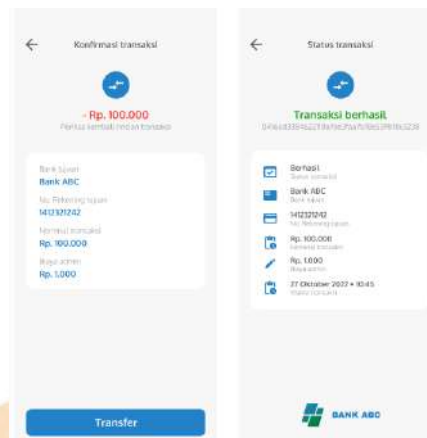 Konfirmasi transaksi
- Rp. 100.000
Periksa kembali rincian transaksi
Bank tujuan
Bank ABC
No. Rekening tujuan
1412321242
Nominal transaksi
Rp. 100.000
Biaya admin
Rp. 1.000
Transfer
Status transaksi
Transaksi berhasil
Berhasil
Status transaksi
Bank ABC
Bank tujuan
1412321242
No. Rekening tujuan
Rp. 100.000
Nominal transaksi
Rp. 1.000
Biaya admin
27 Oktober 2022 • 10:45
Waktu transaksi
BANK ABC